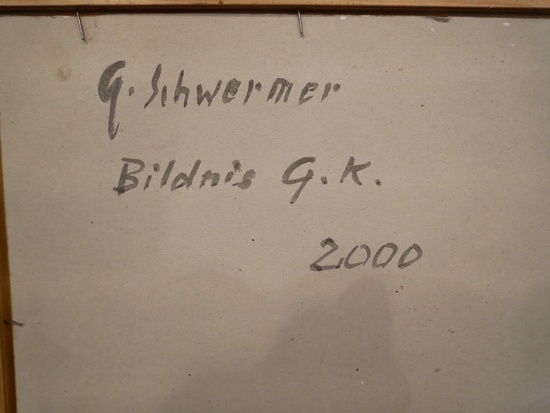 G. Schwermer
Bildnis G.K.
2000